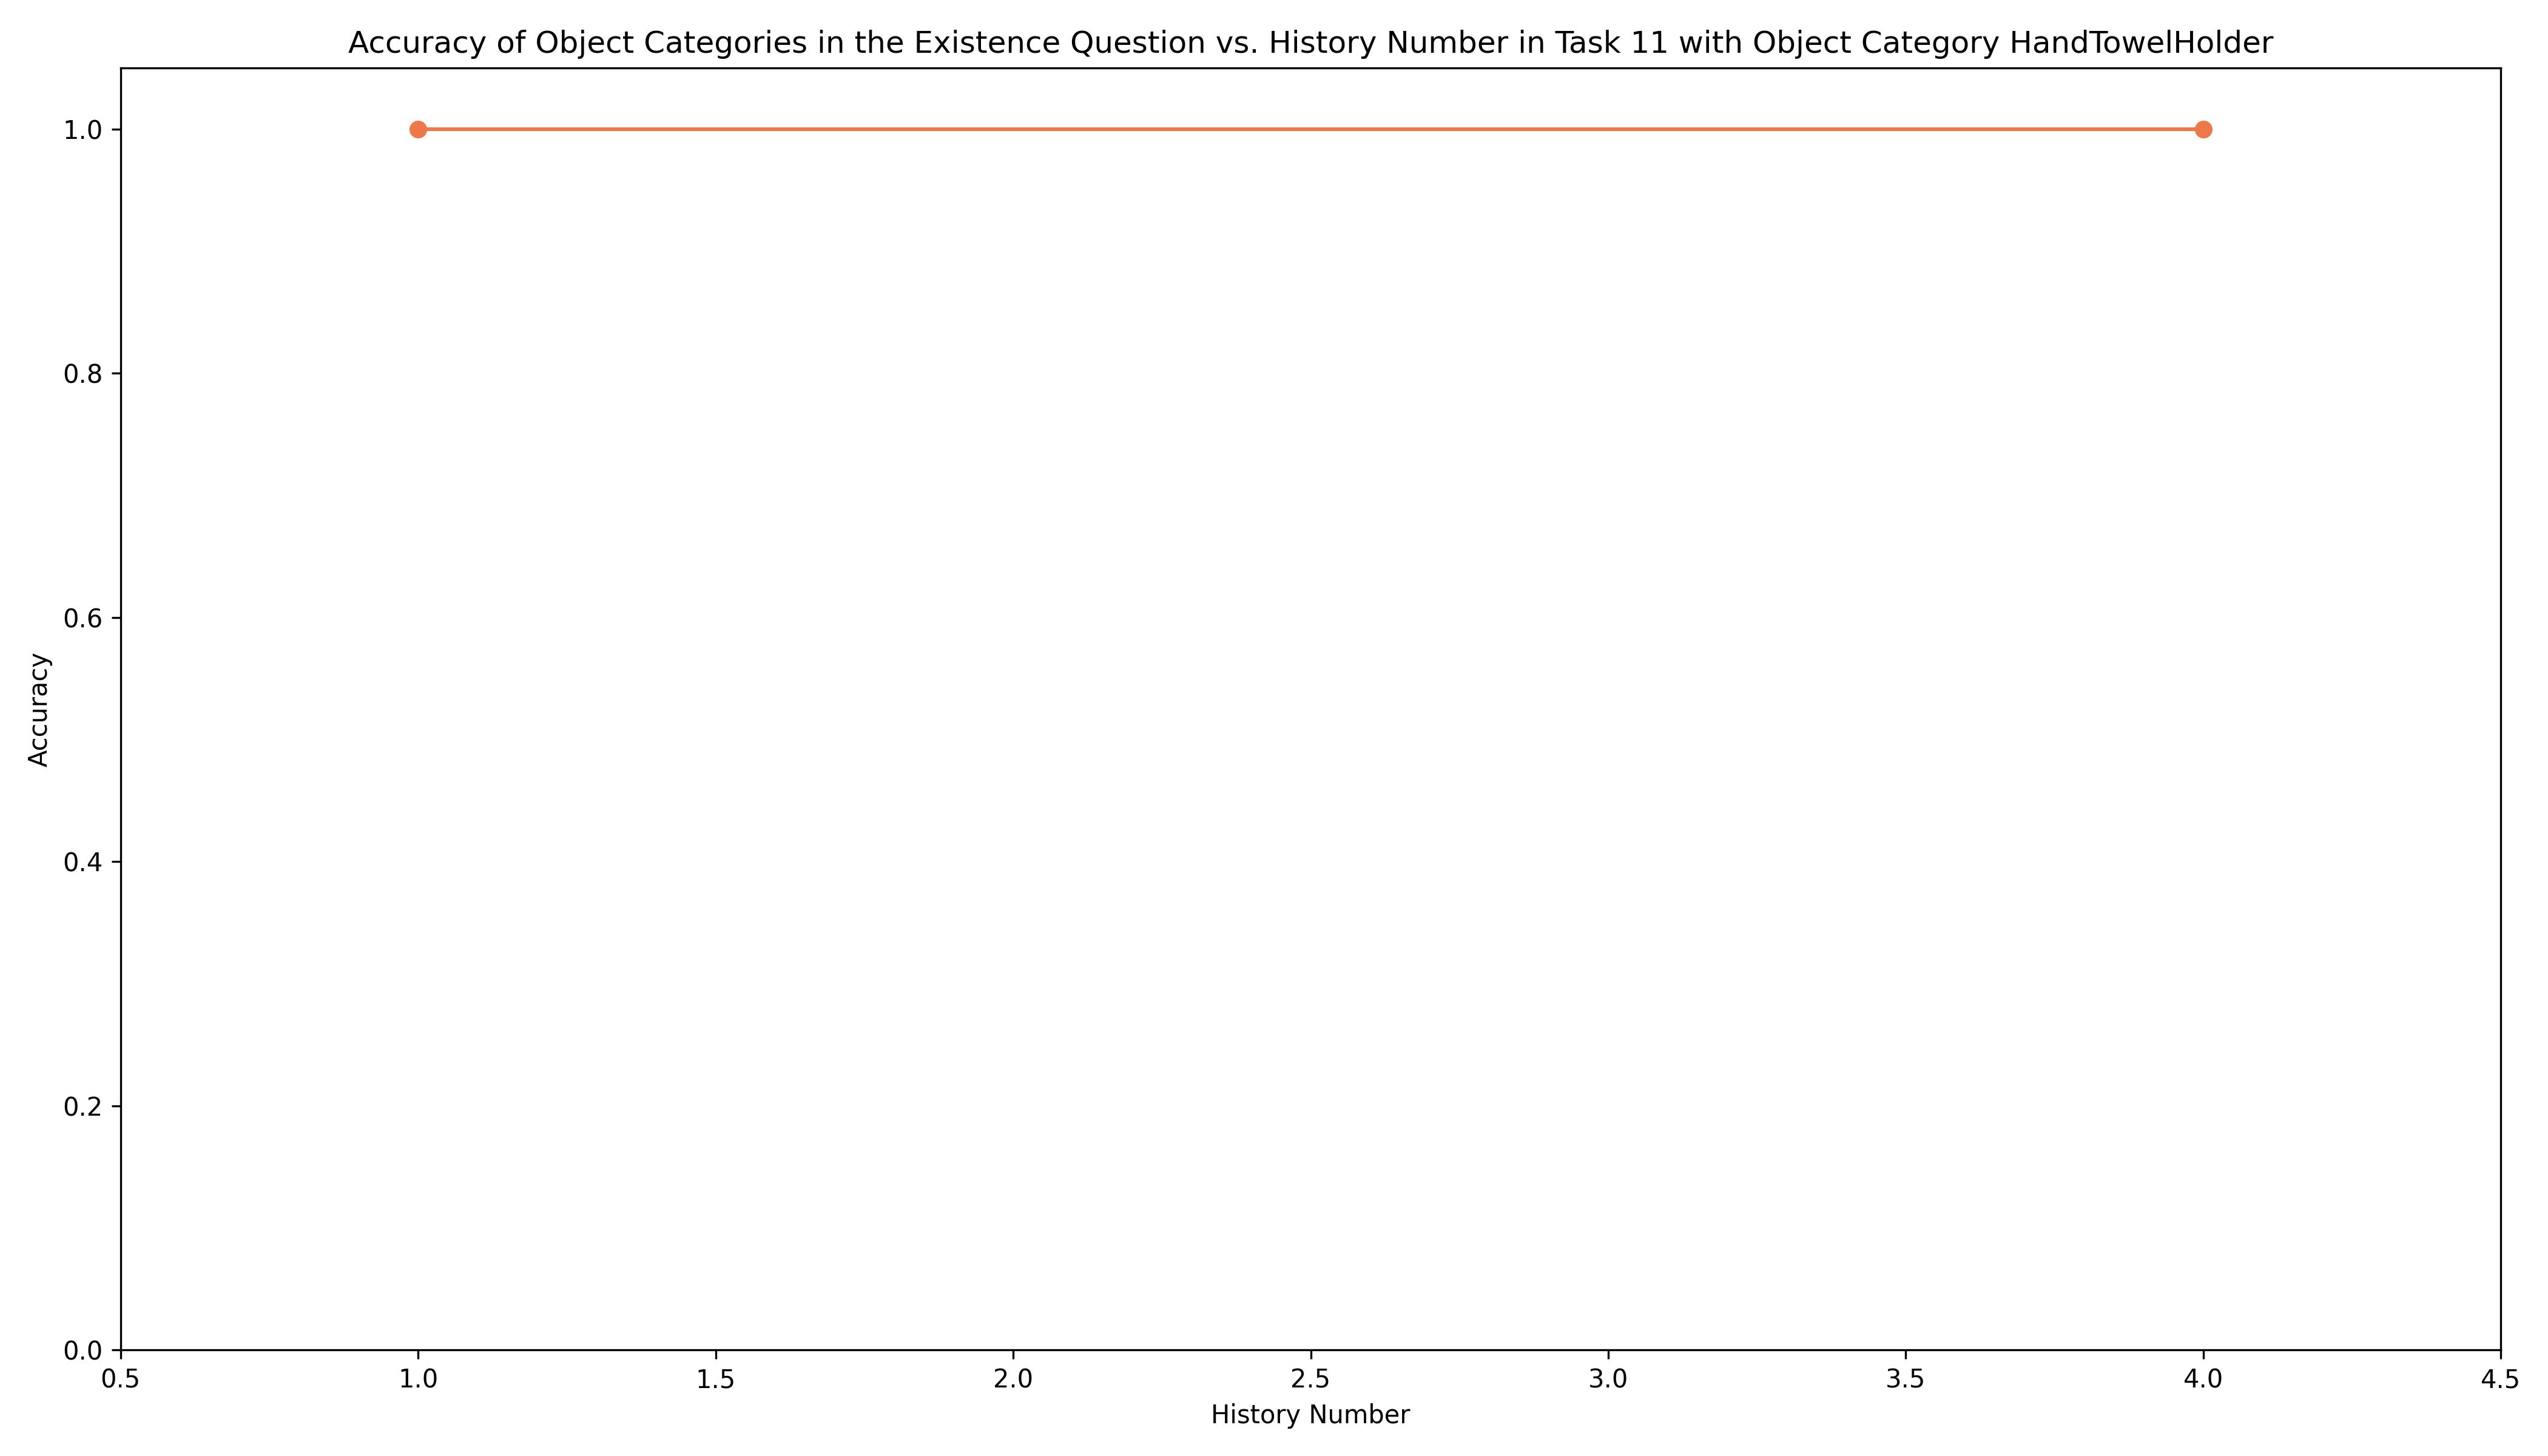 Accuracy of Object Categories in the Existence Question vs. History Number in Task 11 with Object Category HandTowelHolder
1.0
0.8
0.6
0.4
0.2
0.0
Accuracy
0.5 1.0 1.5 2.0 2.5 3.0 3.5 4.0 4.5
History Number